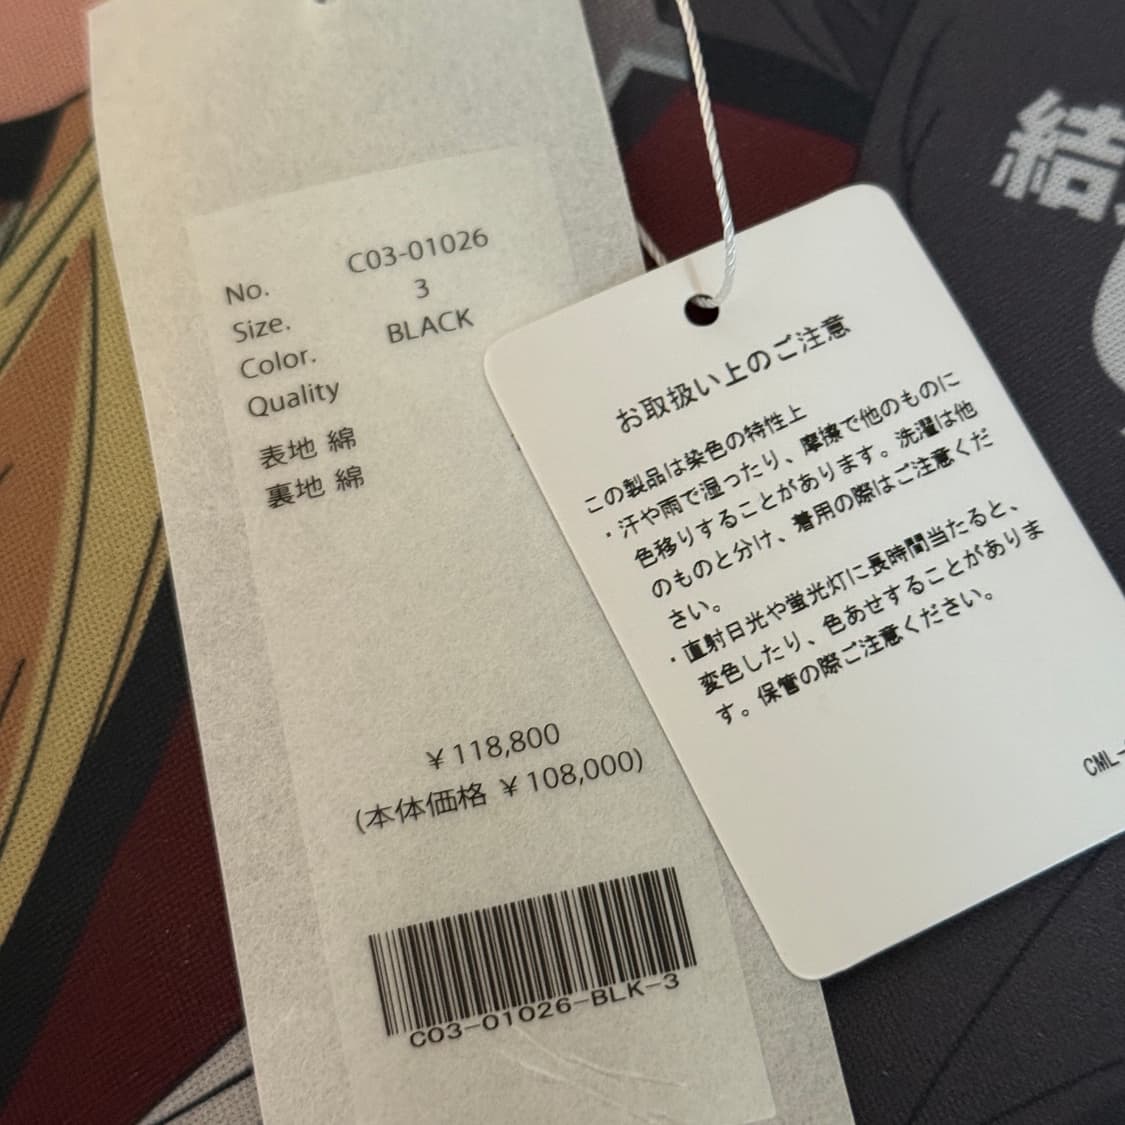 No. C03-01026
Size. 3
Color. BLACK
Quality
表地 綿
裏地 綿
¥118,800
(本体価格 ¥108,000)
C03-01026-BLK-3
お取扱い上のご注意
この製品は染色の特性上
・汗や雨で湿ったり、摩擦で他のものに
色移りすることがあります。洗濯は他
のものと分け、着用の際はご注意くだ
さい。
・直射日光や蛍光灯に長時間当たると、
変色したり、色あせすることがありま
す。保管の際ご注意ください。
CML-
結